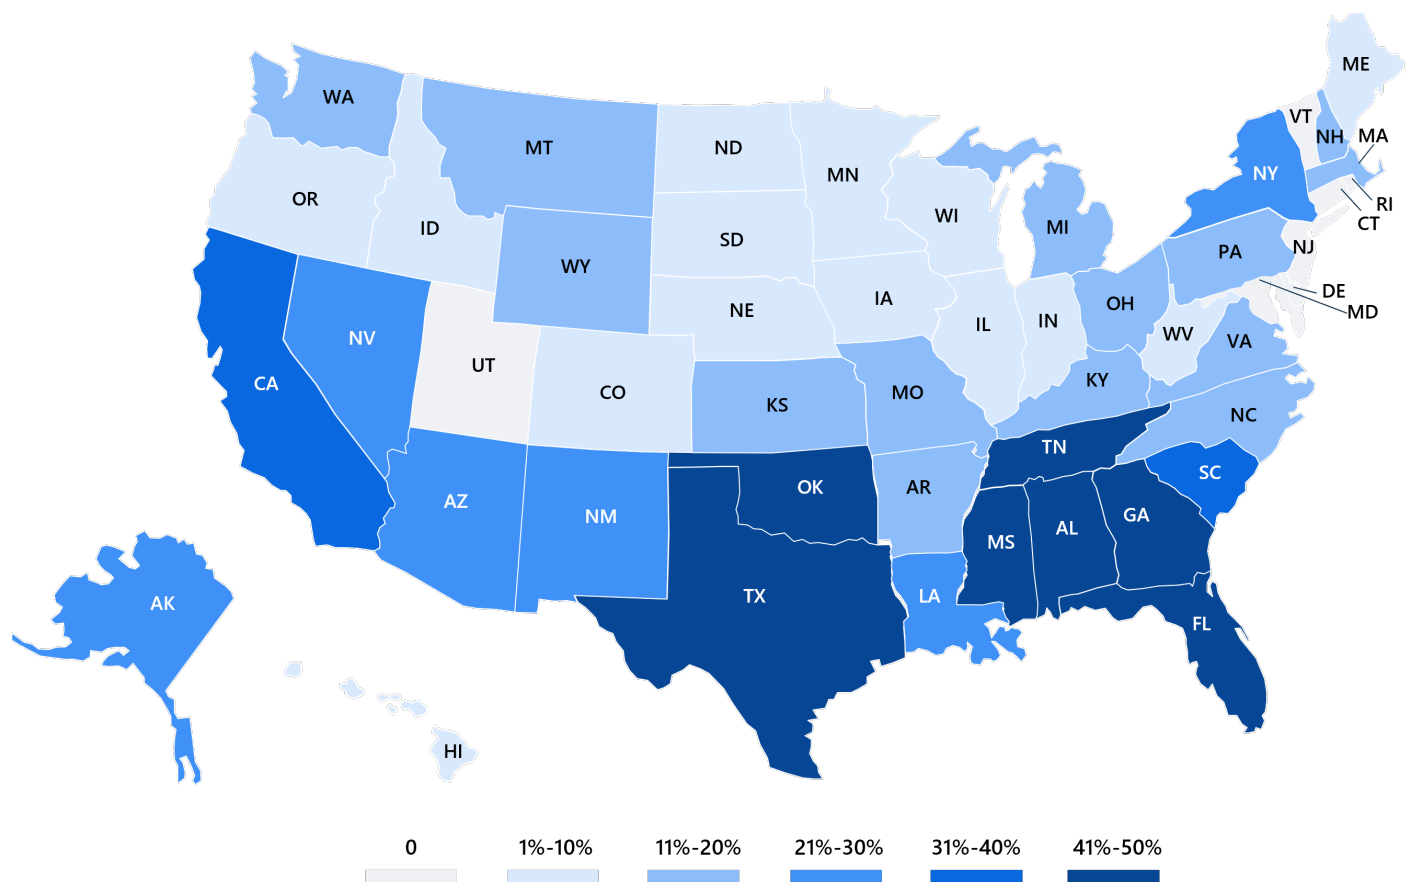 ME
VT
NH
MA
WA
MT
ND
MN
OR
ID
SD
WI
MI
NY
RI
CT
WY
NE
IA
PA
NJ
DE
MD
NV
UT
CO
IL
IN
OH
WV
VA
CA
KS
MO
KY
NC
TN
SC
AZ
NM
OK
AR
MS
AL
GA
AK
TX
LA
FL
HI
0
1%-10%
11%-20%
21%-30%
31%-40%
41%-50%